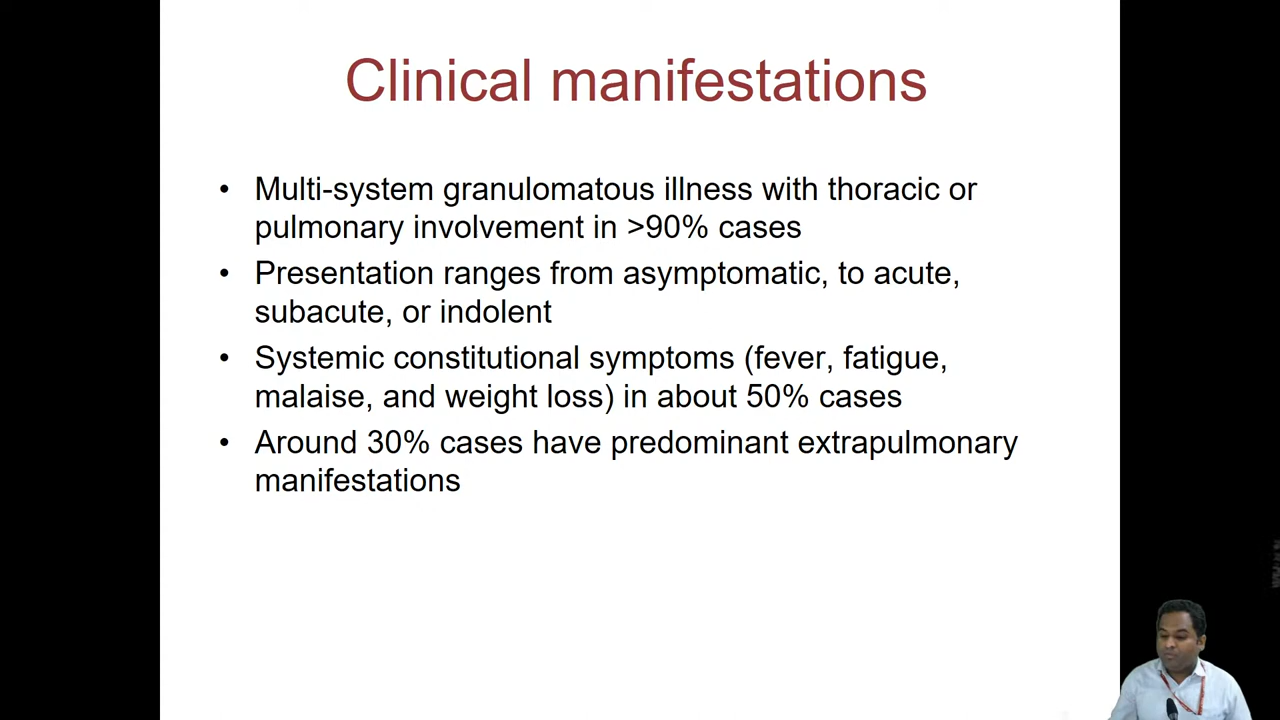 Clinical manifestations
• Multi-system granulomatous illness with thoracic or
pulmonary involvement in >90% cases
• Presentation ranges from asymptomatic, to acute,
subacute, or indolent
• Systemic constitutional symptoms (fever, fatigue,
malaise, and weight loss) in about 50% cases
• Around 30% cases have predominant extrapulmonary
manifestations